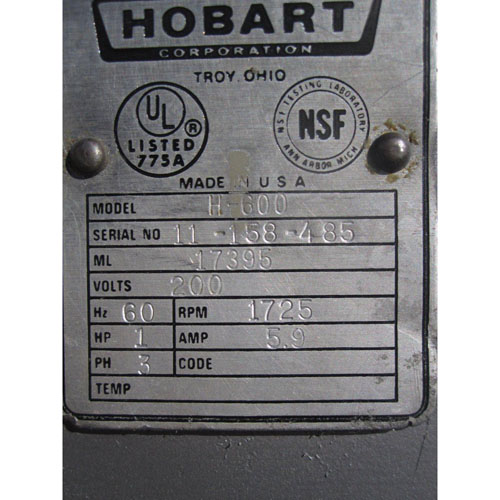 HOBART
CORPORATION
TROY OHIO
UL
®
LISTED
775A
NSF TESTING LABORATORY
NSF
ANN ARBOR, MICH
MADE IN U S A
MODEL H-600
SERIAL NO 11-158-485
ML 17395
VOLTS 200
Hz 60 RPM 1725
HP 1 AMP 5.9
PH 3 CODE
TEMP